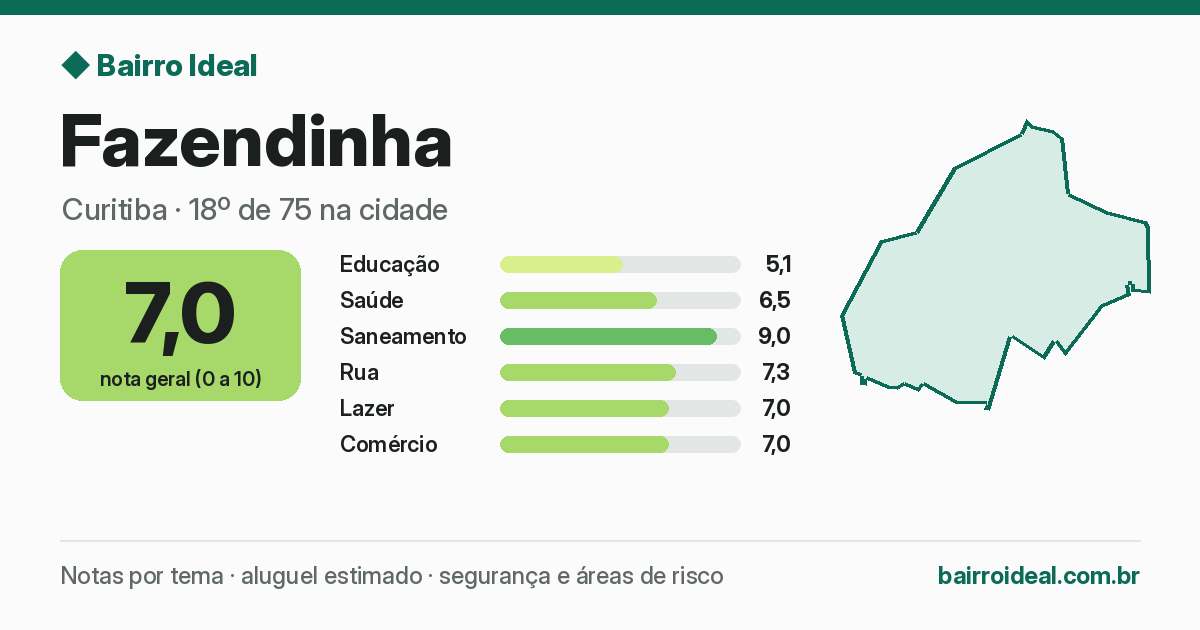 Bairro Ideal
Fazendinha
Curitiba · 18º de 75 na cidade
7,0
nota geral (0 a 10)
Educação 5,1
Saúde 6,5
Saneamento 9,0
Rua 7,3
Lazer 7,0
Comércio 7,0
Notas por tema · aluguel estimado · segurança e áreas de risco
bairroideal.com.br